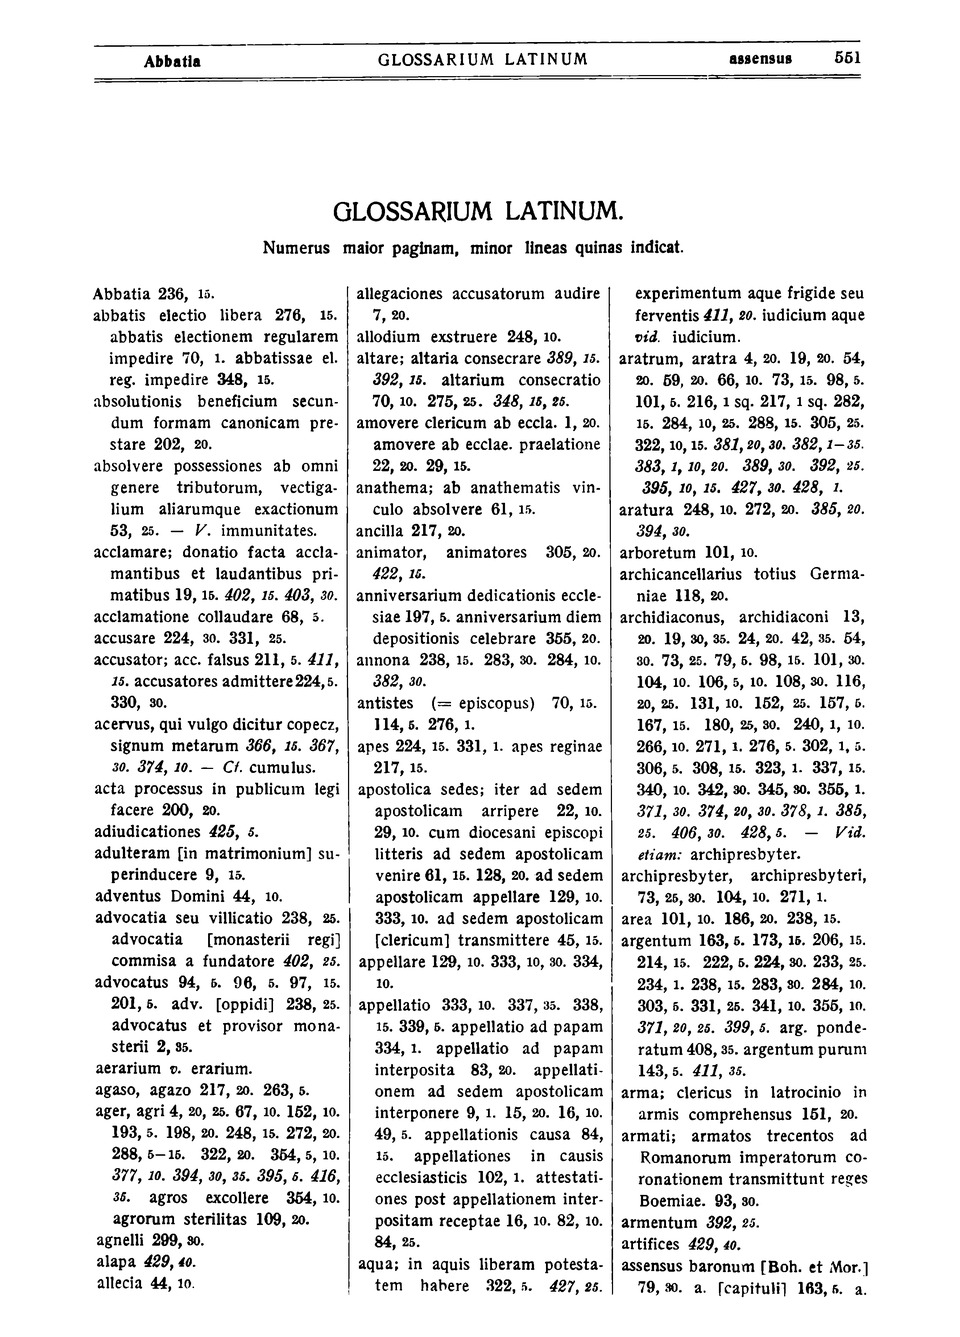 Abbatia GLOSSARIUM LATINUM assensus 551
GLOSSARIUM LATINUM.
Numerus maior paginam, minor lineas quinas indicat.
Abbatia 236, 15.
abbatis electio libera 276, 15.
abbatis electionem regularem
impedire 70, 1. abbatissae el.
reg. impedire 348, 15.
absolutionis beneficium secun-
dum formam canonicam pre-
stare 202, 20.
absolvere possessiones ab omni
genere tributorum, vectiga-
lium aliarumque exactionum
53, 25. — V. immunitates.
acclamare; donatio facta accla-
mantibus et laudantibus pri-
matibus 19, 15. 402, 15. 403, 30.
acclamatione collaudare 68, 5.
accusare 224, 30. 331, 25.
accusator; acc. falsus 211, 5. 411,
15. accusatores admittere 224, 5.
330, 30.
acervus, qui vulgo dicitur copecz,
signum metarum 366, 15. 367,
30. 374, 10. — Cf. cumulus.
acta processus in publicum legi
facere 200, 20.
adiudicationes 425, 5.
adulteram [in matrimonium] su-
perinducere 9, 15.
adventus Domini 44, 10.
advocatia seu villicatio 238, 25.
advocatia [monasterii regi]
commisa a fundatore 402, 25.
advocatus 94, 5. 96, 5. 97, 15.
201, 5. adv. [oppidi] 238, 25.
advocatus et provisor mona-
sterii 2, 35.
aerarium v. erarium.
agaso, agazo 217, 20. 263, 5.
ager, agri 4, 20, 25. 67, 10. 152, 10.
193, 5. 198, 20. 248, 15. 272, 20.
288, 5–15. 322, 20. 354, 5, 10.
377, 10. 394, 30, 35. 395, 5. 416,
35. agros excollere 354, 10.
agrorum sterilitas 109, 20.
agnelli 299, 30.
alapa 429, 40.
allecia 44, 10.
allegaciones accusatorum audire
7, 20.
allodium exstruere 248, 10.
altare; altaria consecrare 389, 15.
392, 15. altarium consecratio
70, 10. 275, 25. 348, 15, 25.
amovere clericum ab eccla. 1, 20.
amovere ab ecclae. praelatione
22, 20. 29, 15.
anathema; ab anathematis vin-
culo absolvere 61, 15.
ancilla 217, 20.
animator, animatores 305, 20.
422, 15.
anniversarium dedicationis eccle-
siae 197, 5. anniversarium diem
depositionis celebrare 355, 20.
annona 238, 15. 283, 30. 284, 10.
382, 30.
antistes (= episcopus) 70, 15.
114, 5. 276, 1.
apes 224, 15. 331, 1. apes reginae
217, 15.
apostolica sedes; iter ad sedem
apostolicam arripere 22, 10.
29, 10. cum diocesani episcopi
litteris ad sedem apostolicam
venire 61, 15. 128, 20. ad sedem
apostolicam appellare 129, 10.
333, 10. ad sedem apostolicam
[clericum] transmittere 45, 15.
appellare 129, 10. 333, 10, 30. 334,
10.
appellatio 333, 10. 337, 35. 338,
15. 339, 5. appellatio ad papam
334, 1. appellatio ad papam
interposita 83, 20. appellati-
onem ad sedem apostolicam
interponere 9, 1. 15, 20. 16, 10.
49, 5. appellationis causa 84,
15. appellationes in causis
ecclesiasticis 102, 1. attestati-
ones post appellationem inter-
positam receptae 16, 10. 82, 10.
84, 25.
aqua; in aquis liberam potesta-
tem habere 322, 5. 427, 25.
experimentum aque frigide seu
ferventis 411, 20. iudicium aque
vid. iudicium.
aratrum, aratra 4, 20. 19, 20. 54,
20. 59, 20. 66, 10. 73, 15. 98, 5.
101, 5. 216, 1 sq. 217, 1 sq. 282,
15. 284, 10, 25. 288, 15. 305, 25.
322, 10, 15. 381, 20, 30. 382, 1–35.
383, 1, 10, 20. 389, 30. 392, 25.
395, 10, 15. 427, 30. 428, 1.
aratura 248, 10. 272, 20. 385, 20.
394, 30.
arboretum 101, 10.
archicancellarius totius Germa-
niae 118, 20.
archidiaconus, archidiaconi 13,
20. 19, 30, 35. 24, 20. 42, 35. 54,
30. 73, 25. 79, 5. 98, 15. 101, 30.
104, 10. 106, 5, 10. 108, 30. 116,
20, 25. 131, 10. 152, 25. 157, 5.
167, 15. 180, 25, 30. 240, 1, 10.
266, 10. 271, 1. 276, 5. 302, 1, 5.
306, 5. 308, 15. 323, 1. 337, 15.
340, 10. 342, 30. 345, 30. 355, 1.
371, 30. 374, 20, 30. 378, 1. 385,
25. 406, 30. 428, 5. — Vid.
etiam: archipresbyter.
archipresbyter, archipresbyteri,
73, 25, 30. 104, 10. 271, 1.
area 101, 10. 186, 20. 238, 15.
argentum 163, 5. 173, 15. 206, 15.
214, 15. 222, 5. 224, 30. 233, 25.
234, 1. 238, 15. 283, 30. 284, 10.
303, 5. 331, 25. 341, 10. 355, 10.
371, 20, 25. 399, 5. arg. ponde-
ratum 408, 35. argentum purum
143, 5. 411, 35.
arma; clericus in latrocinio in
armis comprehensus 151, 20.
armati; armatos trecentos ad
Romanorum imperatorum co-
ronationem transmittunt reges
Boemiae. 93, 30.
armentum 392, 25.
artifices 429, 40.
assensus baronum [Boh. et Mor.]
79, 30. a. [capituli] 163, 5. a.